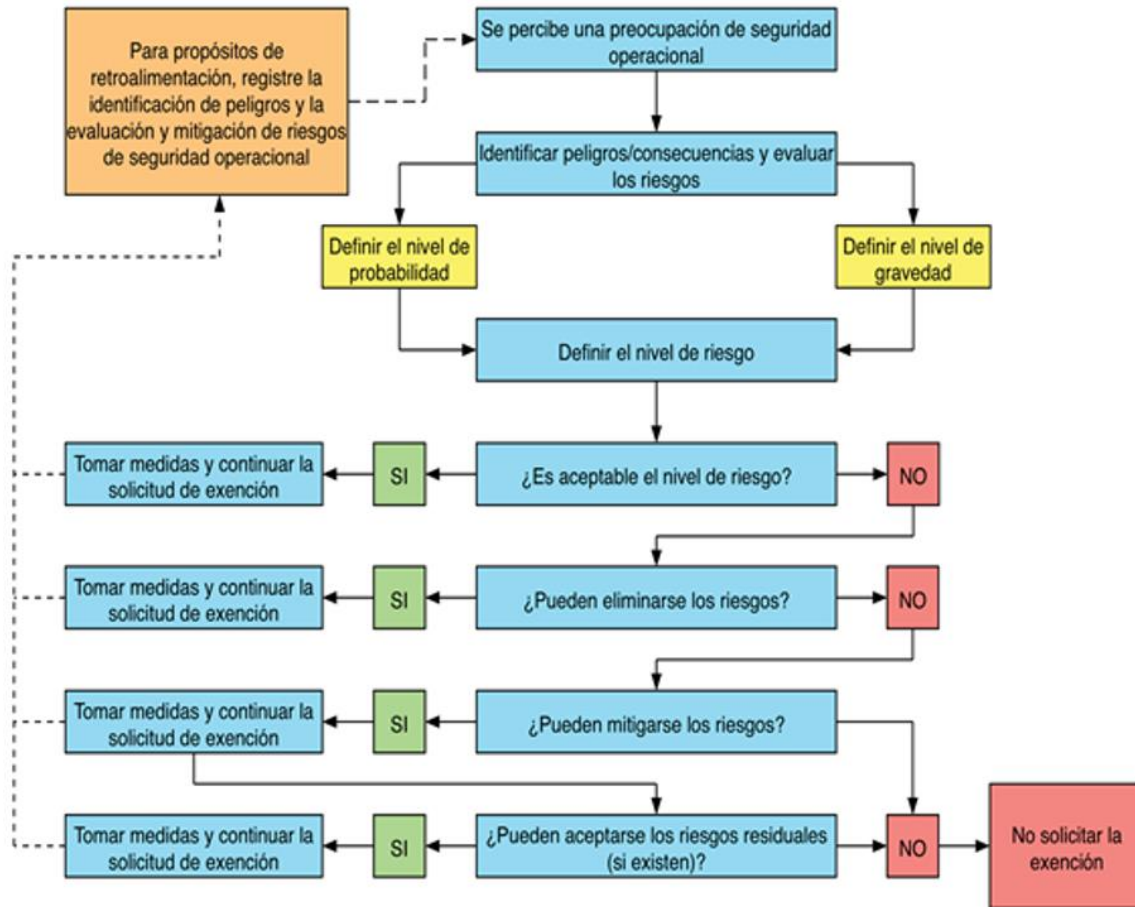 Para propósitos de
retroalimentación, registre la
identificación de peligros y la
evaluación y mitigación de riesgos
de seguridad operacional
Se percibe una preocupación de seguridad
operacional
Identificar peligros/consecuencias y evaluar
los riesgos
Definir el nivel de
probabilidad
Definir el nivel de
gravedad
Definir el nivel de riesgo
Tomar medidas y continuar la
solicitud de exención
SI
¿Es aceptable el nivel de riesgo?
NO
Tomar medidas y continuar la
solicitud de exención
SI
¿Pueden eliminarse los riesgos?
NO
Tomar medidas y continuar la
solicitud de exención
SI
¿Pueden mitigarse los riesgos?
Tomar medidas y continuar la
solicitud de exención
SI
¿Pueden aceptarse los riesgos residuales
(si existen)?
NO
No solicitar la
exención